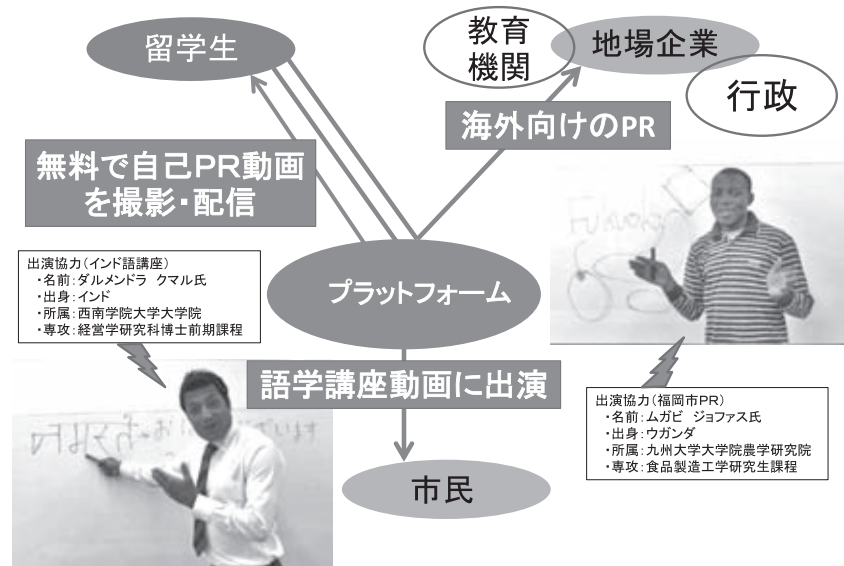 留学生
教育
機関
地場企業
行政
海外向けのPR
無料で自己PR動画
を撮影・配信
Fukuoka
出演協力(インド語講座)
・名前:ダルメンドラ クマル氏
・出身:インド
・所属:西南学院大学大学院
・専攻:経営学研究科博士前期課程
プラットフォーム
語学講座動画に出演
出演協力(福岡市PR)
・名前:ムガビ ジョファス氏
・出身:ウガンダ
・所属:九州大学大学院農学研究院
・専攻:食品製造工学研究生課程
市民